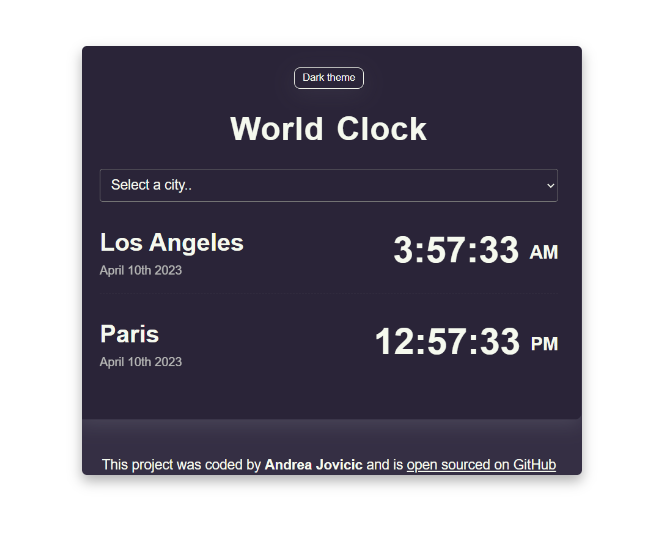 Dark theme
World Clock
Select a city..
Los Angeles 3:57:33 AM
April 10th 2023
Paris 12:57:33 PM
April 10th 2023
This project was coded by Andrea Jovicic and is open sourced on GitHub